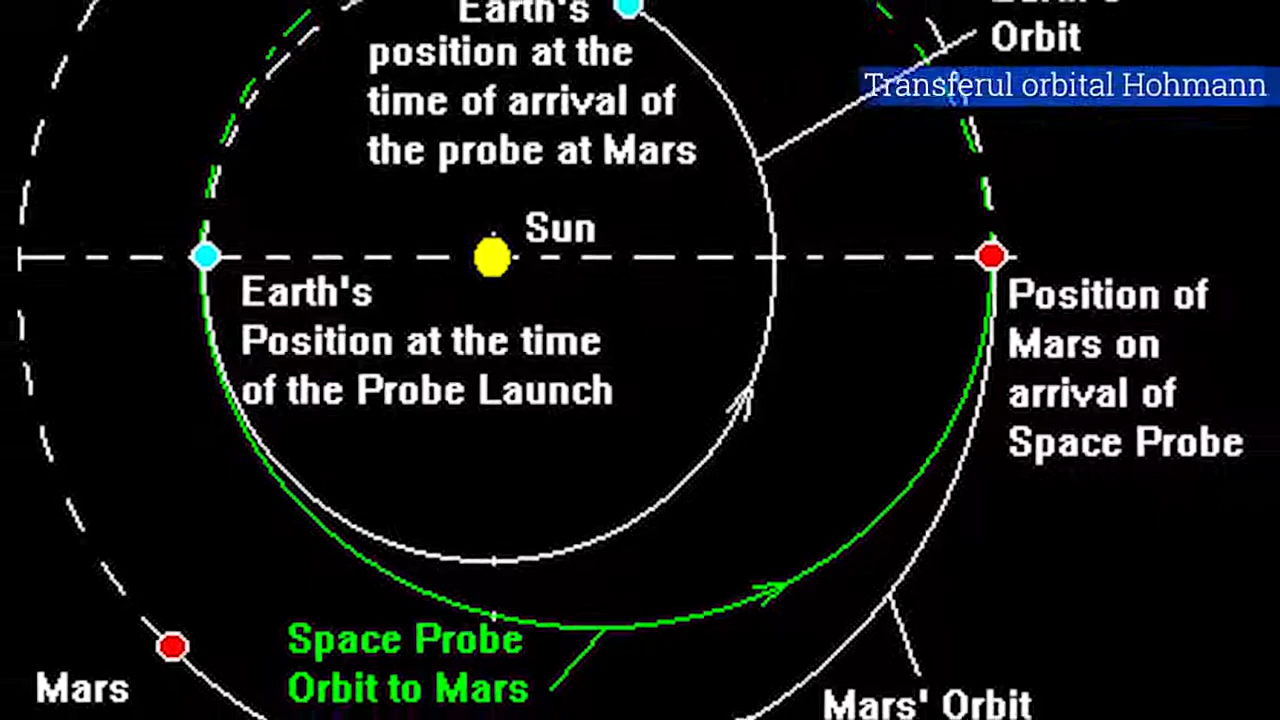 Earth's
position at the
time of arrival of
the probe at Mars
Orbit
Transferul orbital Hohmann
Sun
Earth's
Position at the time
of the Probe Launch
Position of
Mars on
arrival of
Space Probe
Space Probe
Orbit to Mars
Mars
Mars' Orbit